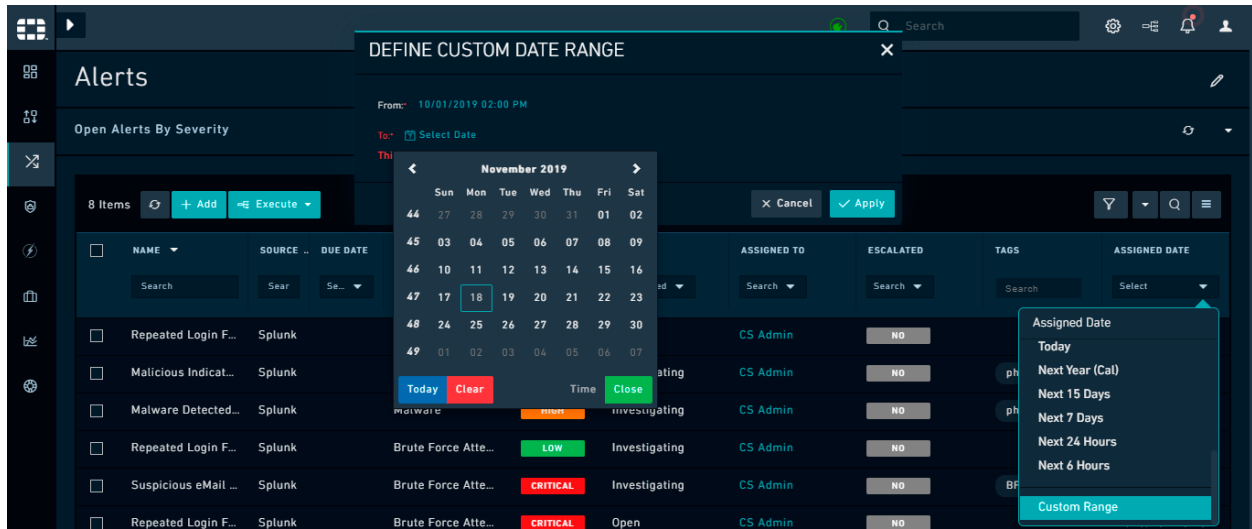 Search
DEFINE CUSTOM DATE RANGE
Alerts
From:* 10/01/2019 02:00 PM
Open Alerts By Severity
To:* Select Date
Thi
November 2019
Sun Mon Tue Wed Thu Fri Sat
44 27 28 29 30 31 01 02
45 03 04 05 06 07 08 09
46 10 11 12 13 14 15 16
47 17 18 19 20 21 22 23
48 24 25 26 27 28 29 30
49 01 02 03 04 05 06 07
Today Clear Time Close
Cancel Apply
8 Items Add Execute
NAME SOURCE .. DUE DATE ASSIGNED TO ESCALATED TAGS ASSIGNED DATE
Search Sear Se... ed Search Search Search Select
Repeated Login F... Splunk CS Admin NO
Malicious Indicat... Splunk ating CS Admin NO ph
Malware Detected... Splunk Malware HIGH Investigating CS Admin NO ph
Repeated Login F... Splunk Brute Force Atte... LOW Investigating CS Admin NO
Suspicious eMail ... Splunk Brute Force Atte... CRITICAL Investigating CS Admin NO BF
Repeated Login F... Splunk Brute Force Atte... CRITICAL Open CS Admin NO
Assigned Date
Today
Next Year (Cal)
Next 15 Days
Next 7 Days
Next 24 Hours
Next 6 Hours
Custom Range